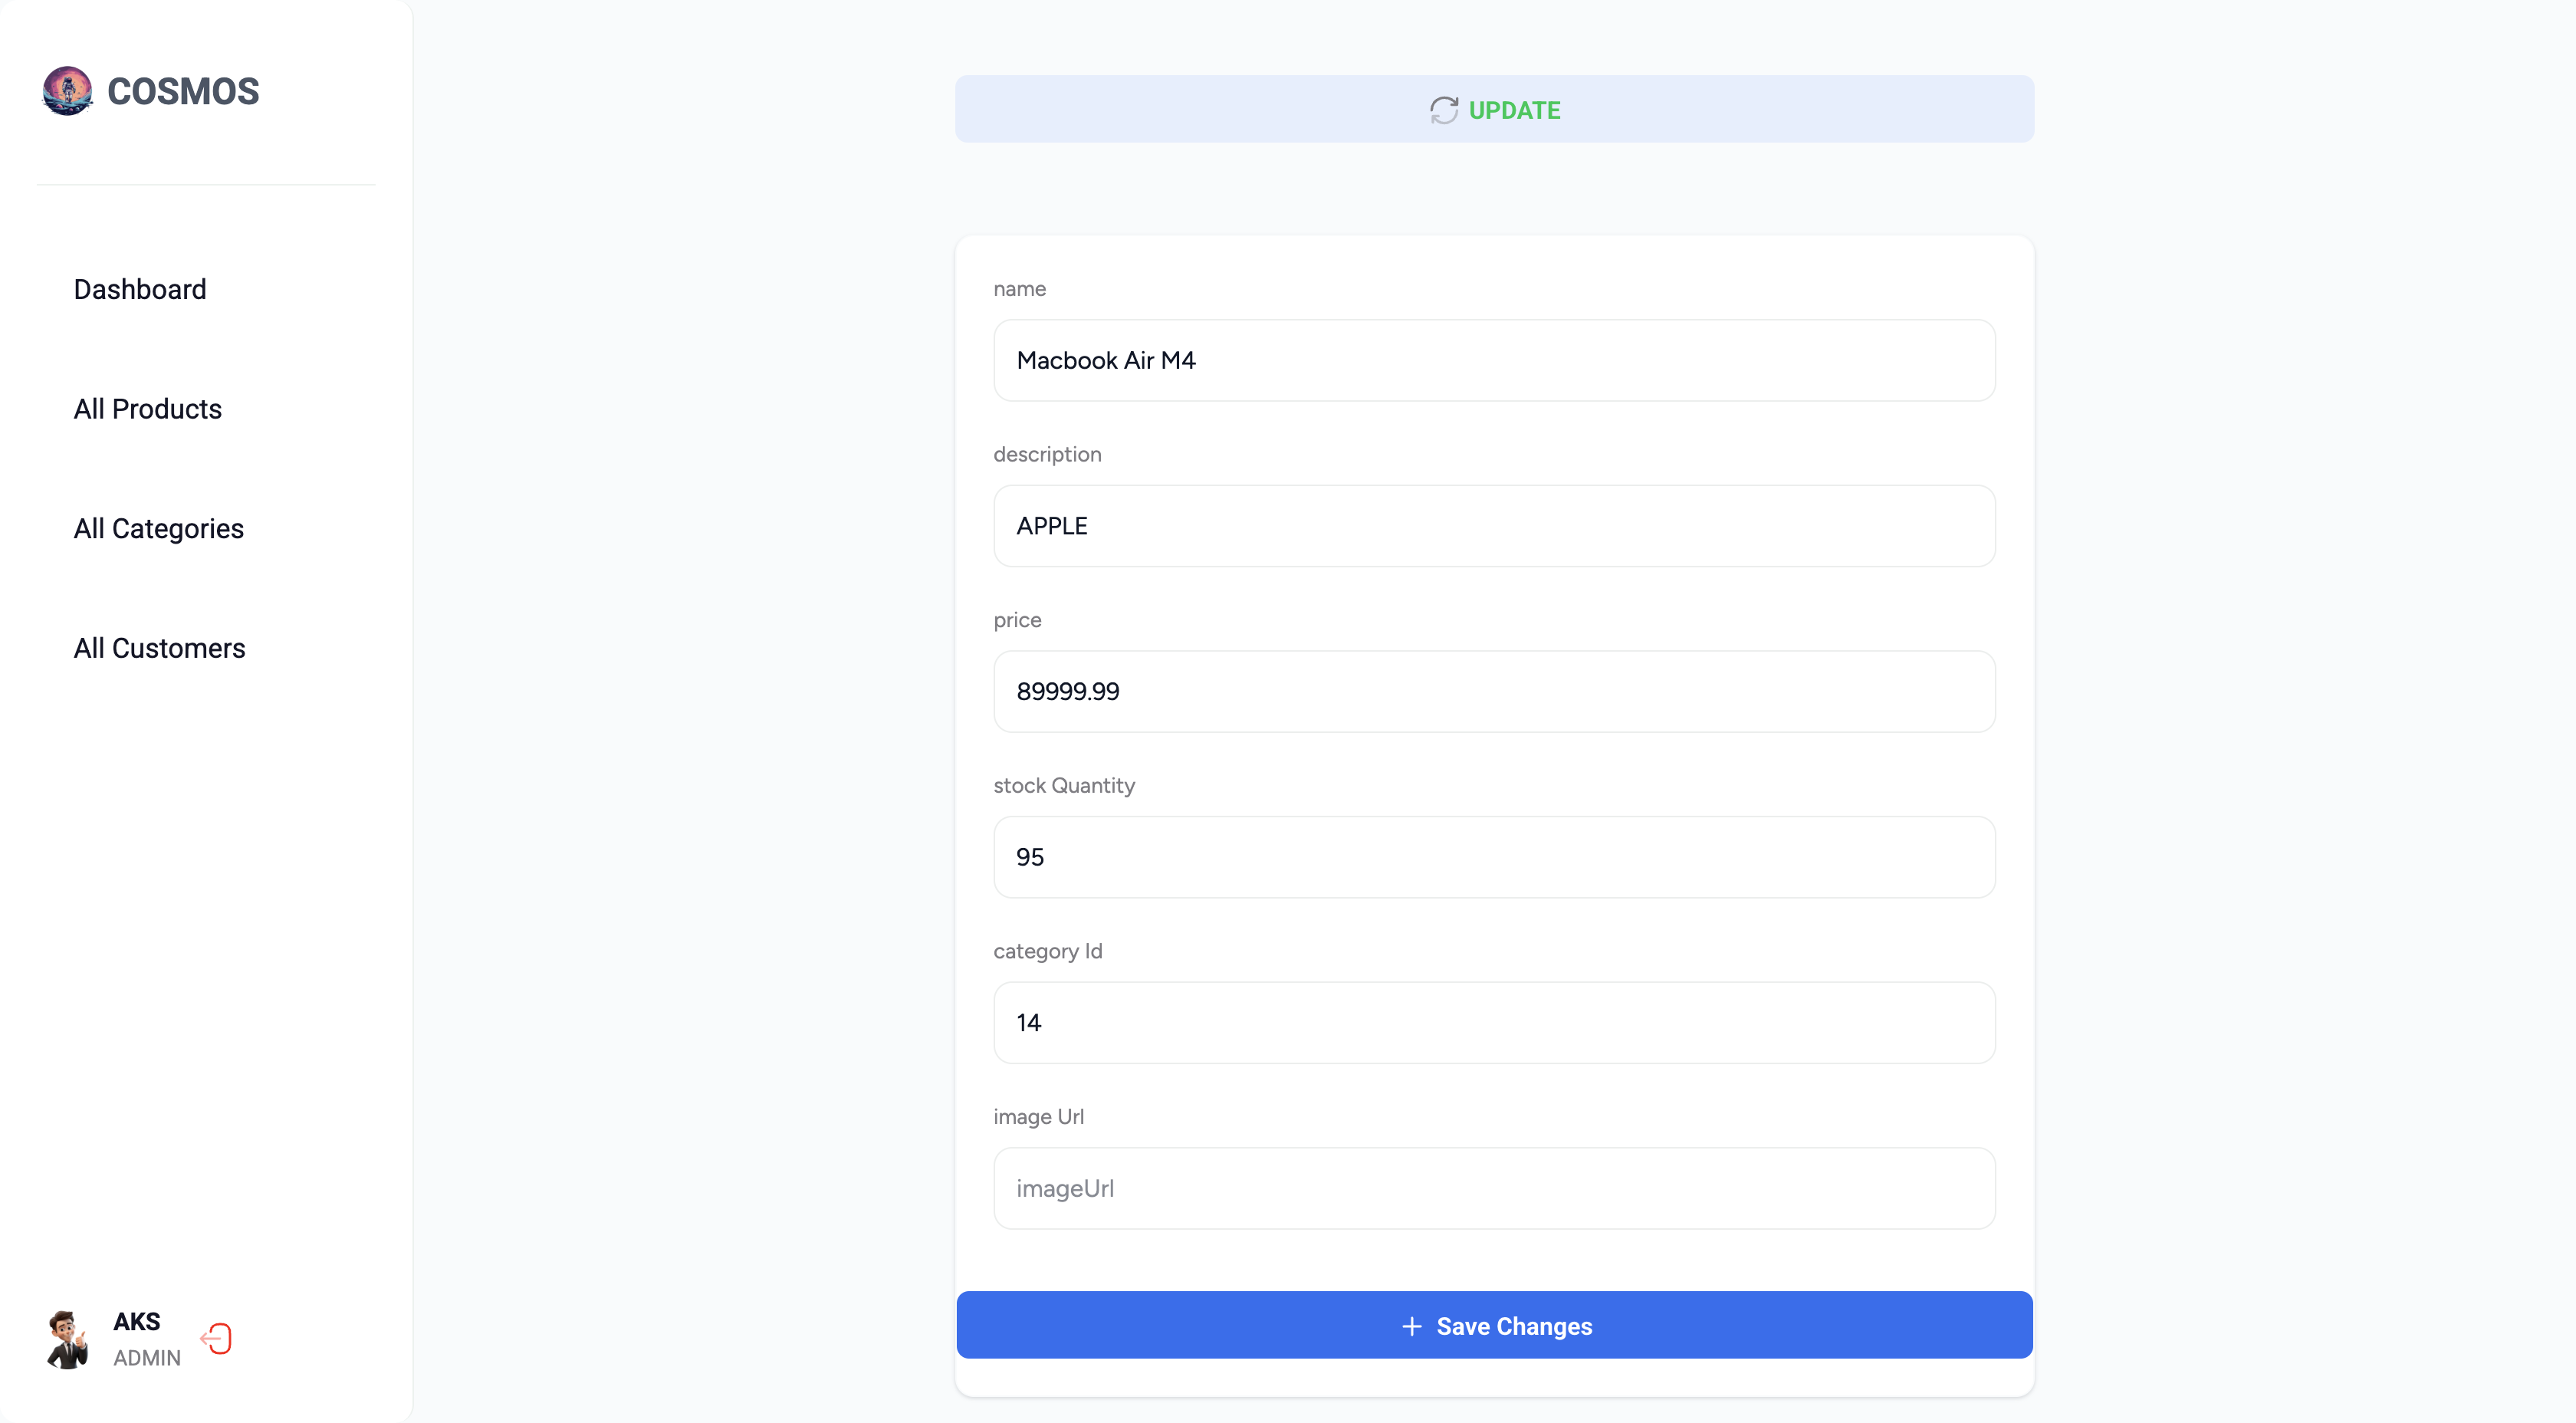 COSMOS
Dashboard
All Products
All Categories
All Customers
AKS
ADMIN
UPDATE
name
Macbook Air M4
description
APPLE
price
89999.99
stock Quantity
95
category Id
14
image Url
imageUrl
Save Changes